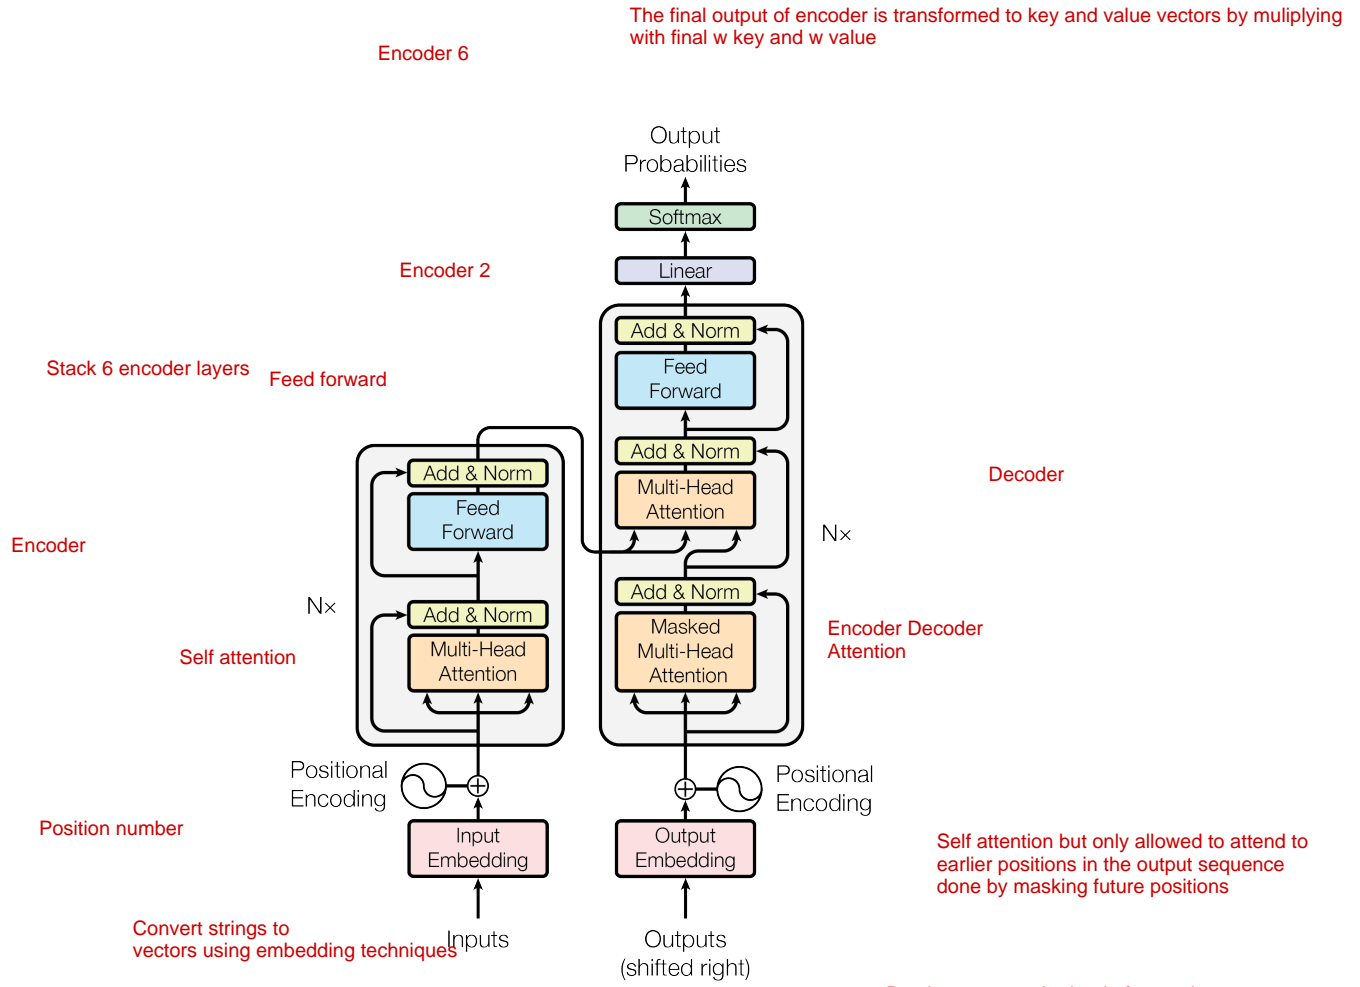 The final output of encoder is transformed to key and value vectors by muliplying
with final w key and w value
Encoder 6
Output
Probabilities
Softmax
Encoder 2
Linear
Add & Norm
Feed
Forward
Stack 6 encoder layers
Feed forward
Add & Norm
Multi-Head
Attention
Add & Norm
Feed
Forward
Decoder
Encoder
N×
N×
Add & Norm
Masked
Multi-Head
Attention
Add & Norm
Multi-Head
Attention
Encoder Decoder
Attention
Self attention
Positional
Encoding
Positional
Encoding
Position number
Input
Embedding
Output
Embedding
Self attention but only allowed to attend to
earlier positions in the output sequence
done by masking future positions
Convert strings to
vectors using embedding techniques
Inputs
Outputs
(shifted right)